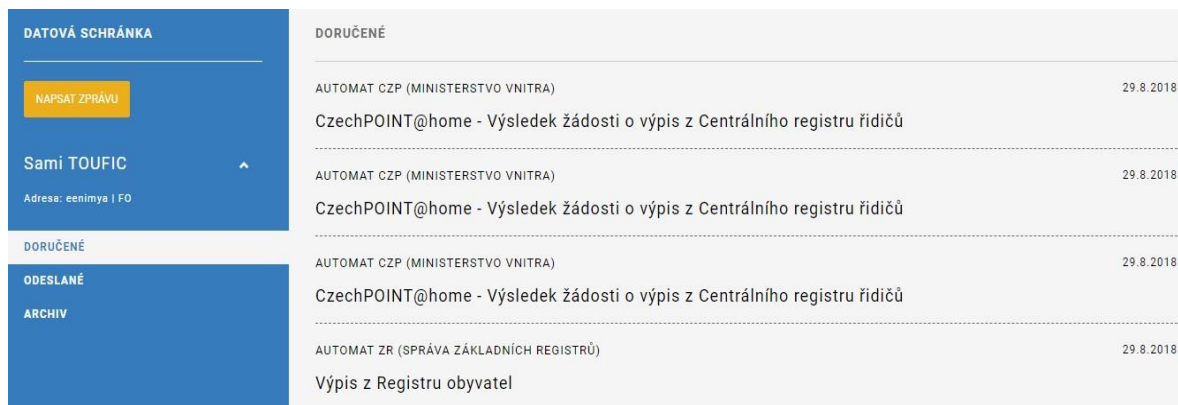 DATOVÁ SCHRÁNKA
NAPSAT ZPRÁVU
Sami TOUFIC
Adresa: eenimya | FO
DORUČENÉ
ODESLANÉ
ARCHIV
DORUČENÉ
AUTOMAT CZP (MINISTERSTVO VNITRA) 29.8.2018
CzechPOINT@home - Výsledek žádosti o výpis z Centrálního registru řidičů
AUTOMAT CZP (MINISTERSTVO VNITRA) 29.8.2018
CzechPOINT@home - Výsledek žádosti o výpis z Centrálního registru řidičů
AUTOMAT CZP (MINISTERSTVO VNITRA) 29.8.2018
CzechPOINT@home - Výsledek žádosti o výpis z Centrálního registru řidičů
AUTOMAT ZR (SPRÁVA ZÁKLADNÍCH REGISTRŮ) 29.8.2018
Výpis z Registru obyvatel